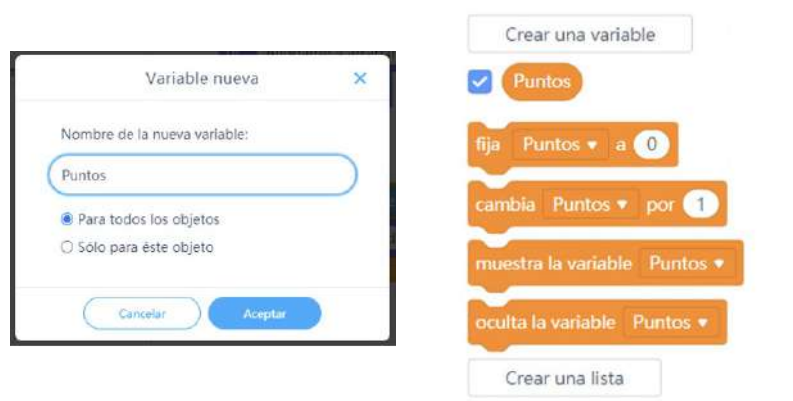 Variable nueva
Nombre de la nueva variable:
Puntos
Para todos los objetos
Sólo para éste objeto
Cancelar
Aceptar
Crear una variable
Puntos
fija Puntos a 0
cambia Puntos por 1
muestra la variable Puntos
oculta la variable Puntos
Crear una lista